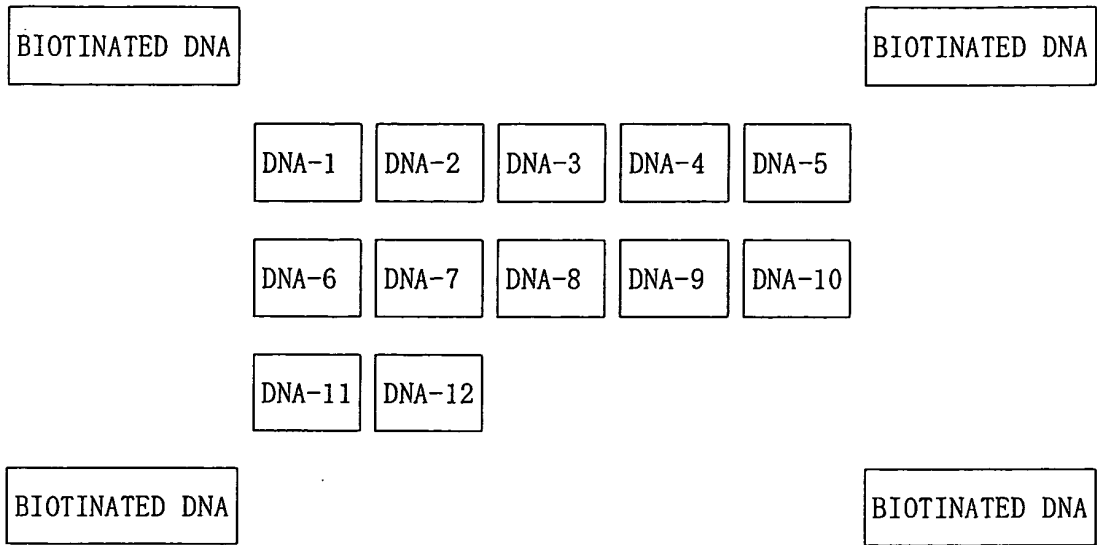 BIOTINATED DNA BIOTINATED DNA
DNA-1 DNA-2 DNA-3 DNA-4 DNA-5
DNA-6 DNA-7 DNA-8 DNA-9 DNA-10
DNA-11 DNA-12
BIOTINATED DNA BIOTINATED DNA